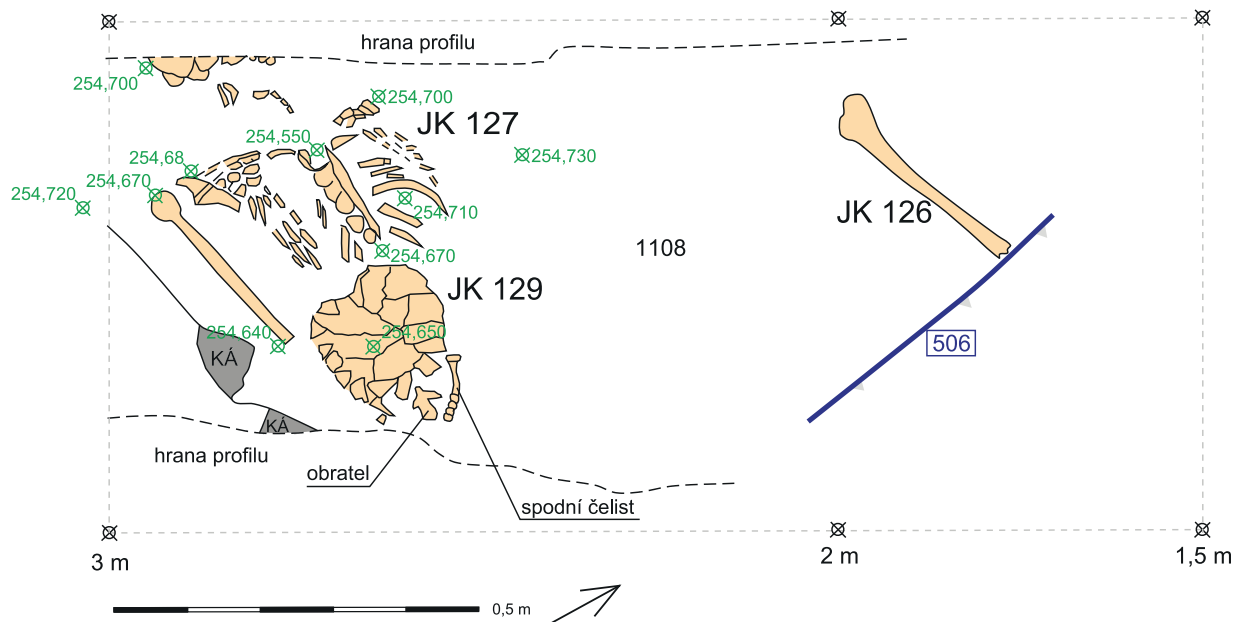 hrana profilu
254,700
254,700
JK 127
254,550
254,730
254,68
254,670
254,720
254,710
JK 126
254,670
1108
JK 129
254,640
254,650
506
KÁ
KÁ
hrana profilu
obratel
spodní čelist
3 m
2 m
1,5 m
0,5 m